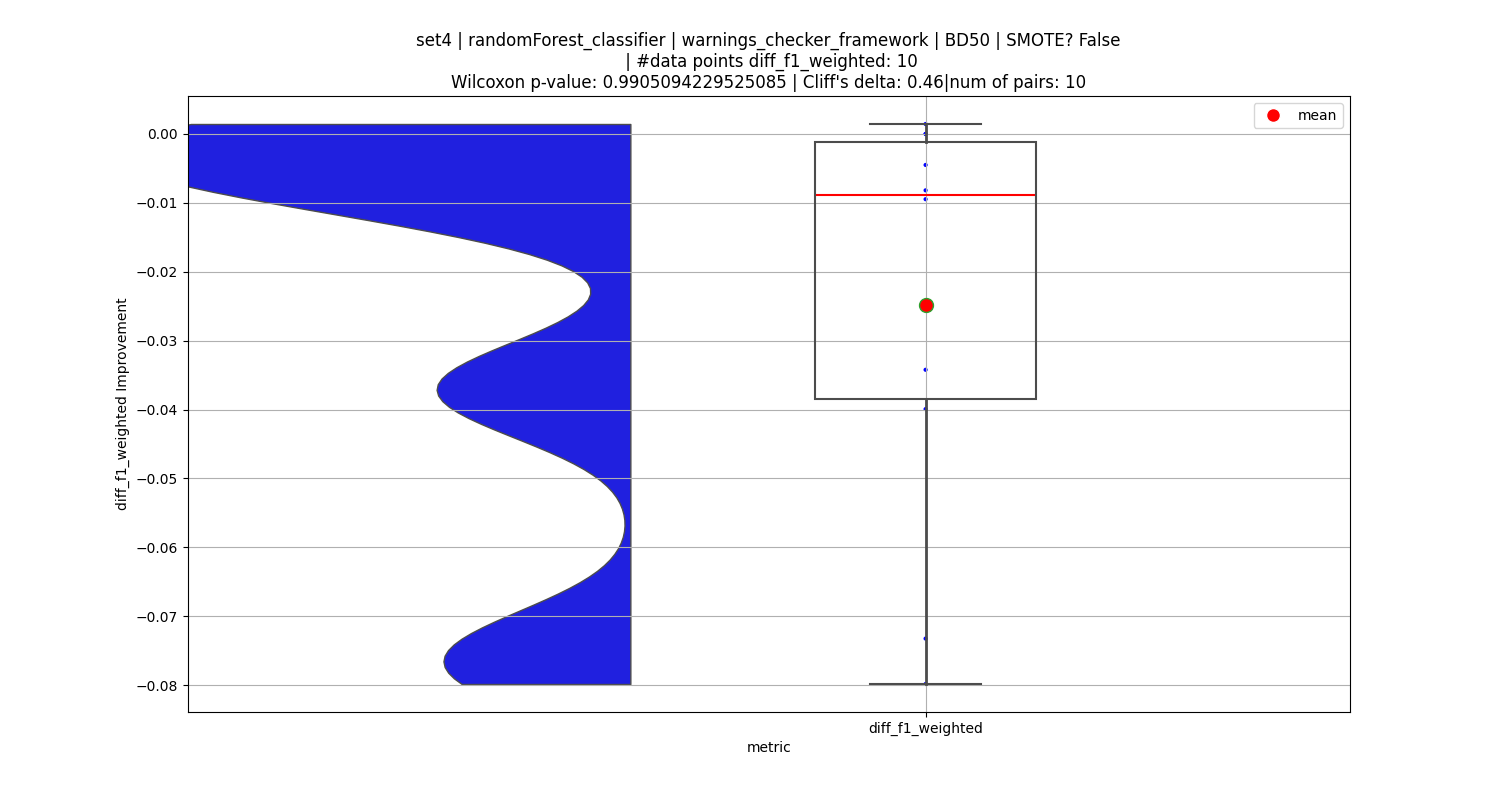 set4 | randomForest_classifier | warnings_checker_framework | BD50 | SMOTE? False
| #data points diff_f1_weighted: 10
Wilcoxon p-value: 0.9905094229525085 | Cliff's delta: 0.46|num of pairs: 10
mean
0.00
−0.01
−0.02
−0.03
−0.04
−0.05
−0.06
−0.07
−0.08
diff_f1_weighted Improvement
diff_f1_weighted
metric